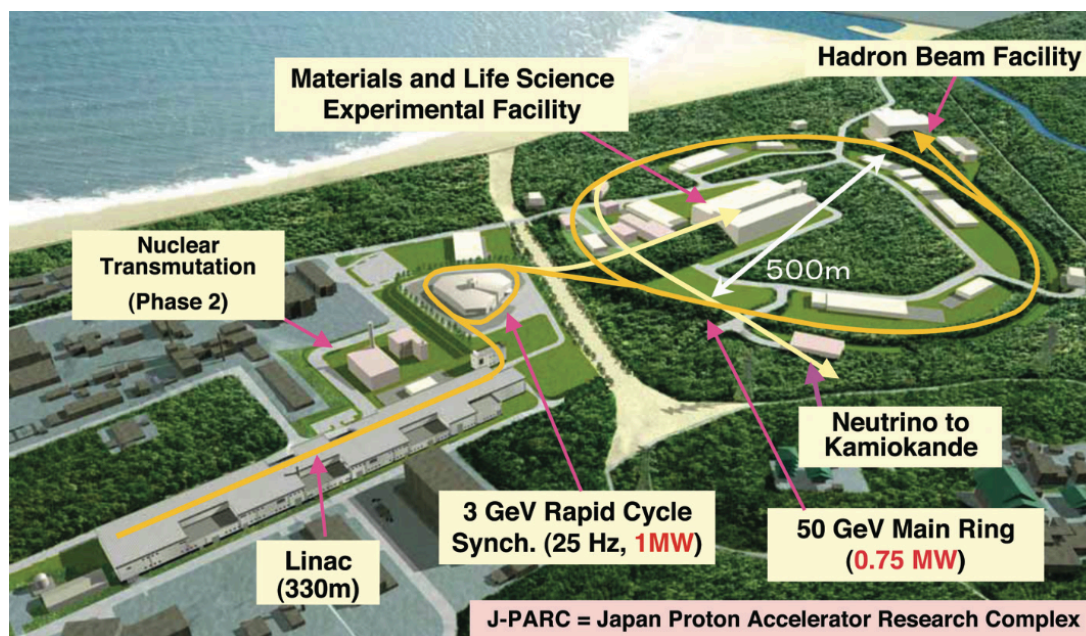 Hadron Beam Facility
Materials and Life Science
Experimental Facility
Nuclear
Transmutation
(Phase 2)
500m
Neutrino to
Kamiokande
3 GeV Rapid Cycle
Synch. (25 Hz, 1MW)
50 GeV Main Ring
(0.75 MW)
Linac
(330m)
J-PARC = Japan Proton Accelerator Research Complex